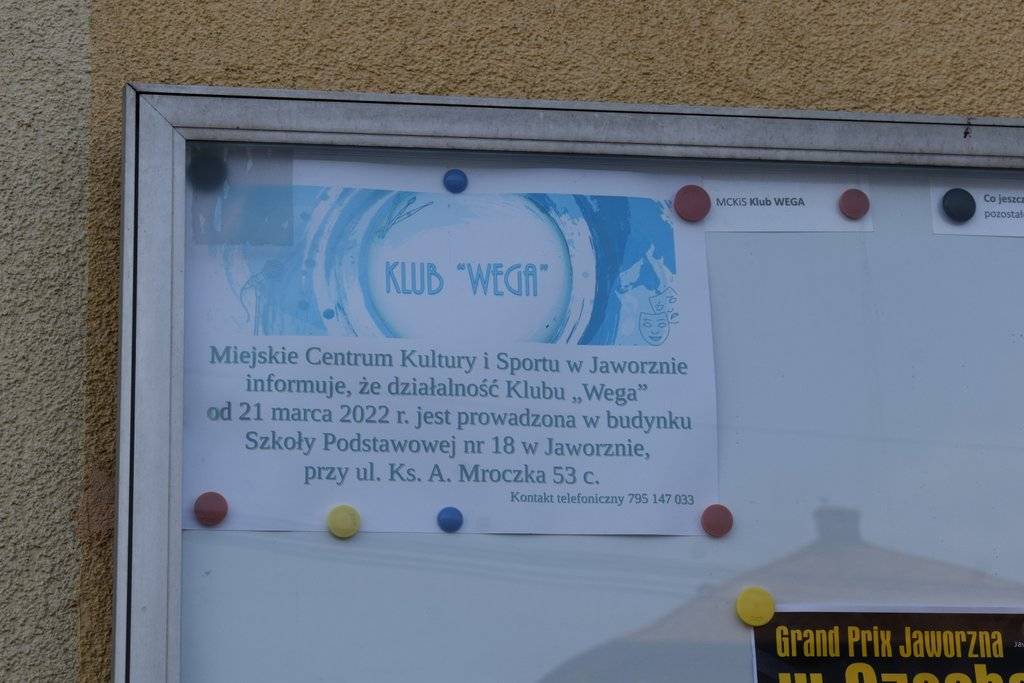 KLUB "WEGA"
Miejskie Centrum Kultury i Sportu w Jaworznie
informuje, że działalność Klubu „Wega”
od 21 marca 2022 r. jest prowadzona w budynku
Szkoły Podstawowej nr 18 w Jaworznie,
przy ul. Ks. A. Mroczka 53 c.
Kontakt telefoniczny 795 147 033
MCKiS Klub WEGA
Co
Grand Prix Jaworzna
w